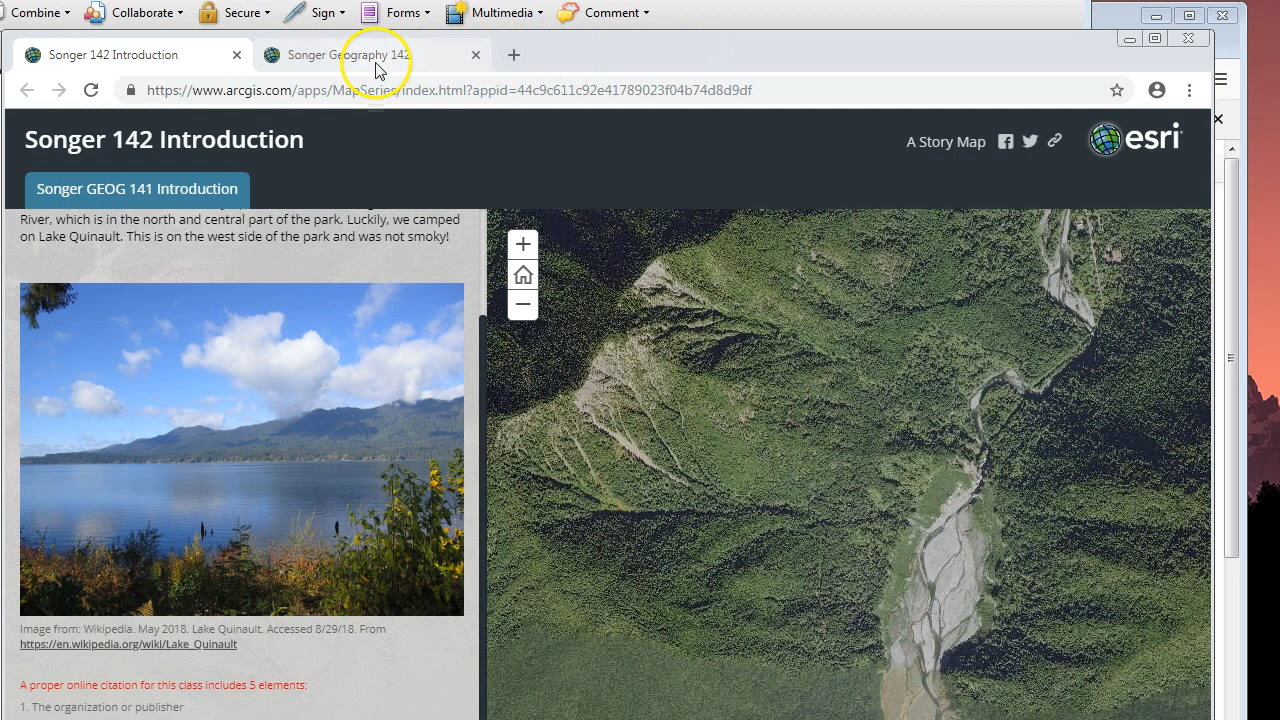 Combine Collaborate Secure Sign Forms Multimedia Comment
Songer 142 Introduction Songer Geography 142
https://www.arcgis.com/apps/MapSeries/index.html?appid=44c9c611c92e41789023f04b74d8d9df
Songer 142 Introduction
A Story Map
esri
Songer GEOG 141 Introduction
River, which is in the north and central part of the park. Luckily, we camped
on Lake Quinault. This is on the west side of the park and was not smoky!
Image from: Wikipedia. May 2018. Lake Quinault. Accessed 8/29/18. From
https://en.wikipedia.org/wiki/Lake_Quinault
A proper online citation for this class includes 5 elements:
1. The organization or publisher